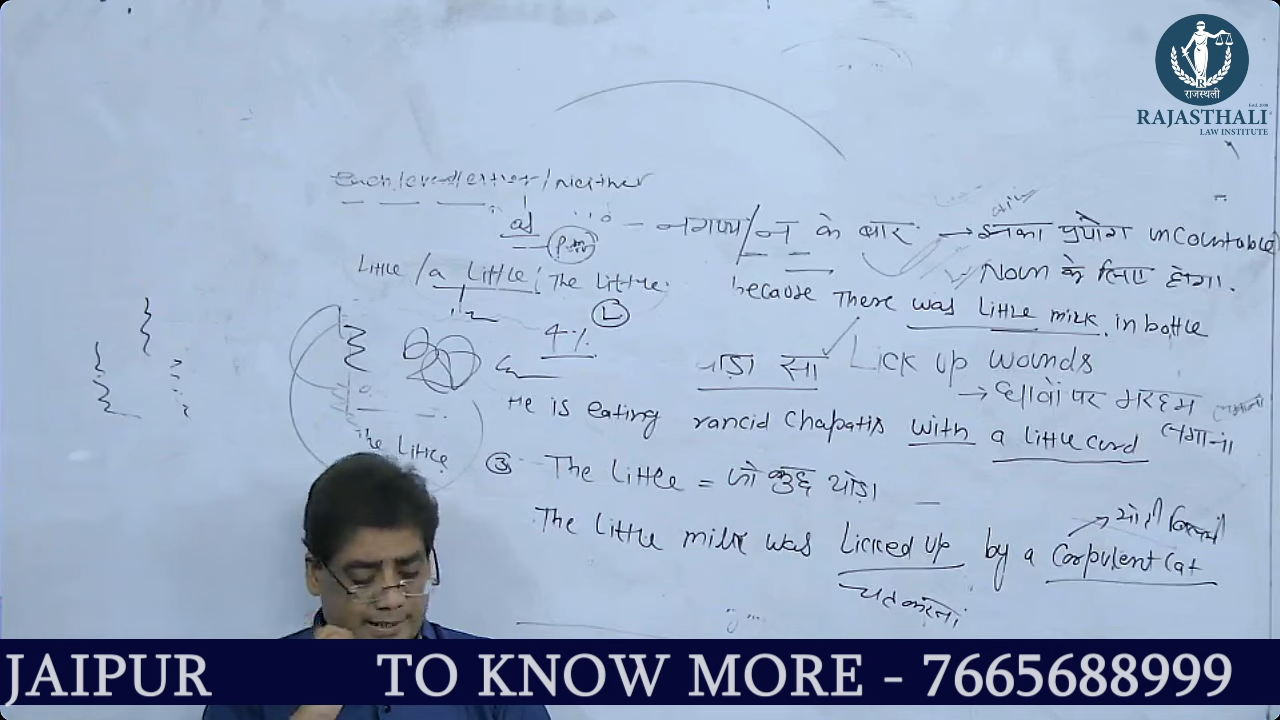 राजस्थली
RAJASTHALI
LAW INSTITUTE
Each/every/either/neither
नगण्य/न के बार → इनका प्रयोग uncountable
Noun के लिए होगा.
Little / a Little / The Little
because There was little milk in bottle
4%
थोड़ा सा
Lick up wounds
→ घावों पर मरहम
लगाना
He is eating rancid Chapatis with a little curd
The Little
③ The Little = जो कुछ थोड़ा
The little milk was Licked up by a Corpulent Cat
चट करना
JAIPUR TO KNOW MORE - 7665688999